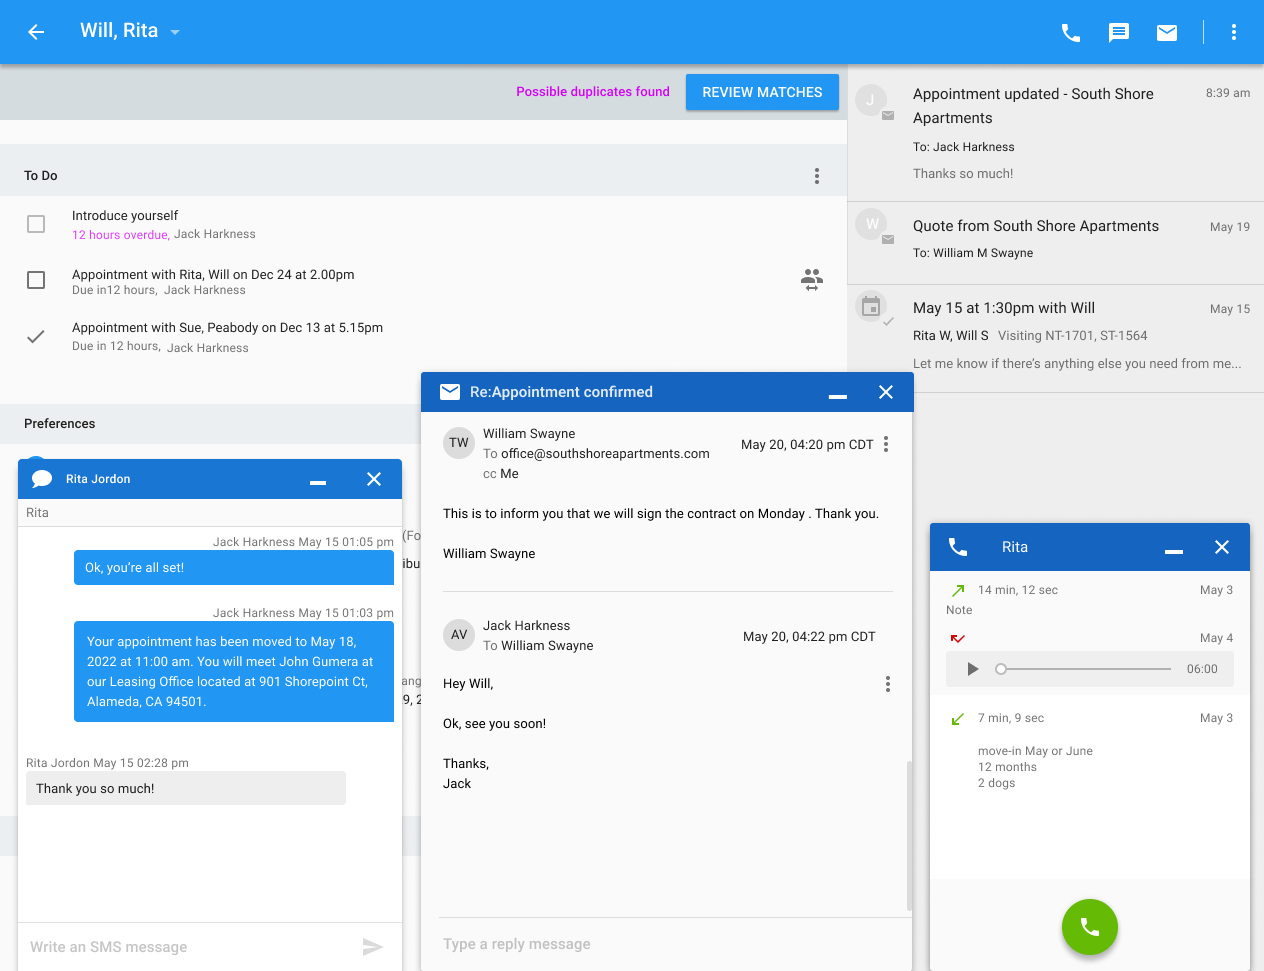 Will, Rita
Possible duplicates found
REVIEW MATCHES
To Do
Introduce yourself
12 hours overdue, Jack Harkness
Appointment with Rita, Will on Dec 24 at 2.00pm
Due in12 hours, Jack Harkness
Appointment with Sue, Peabody on Dec 13 at 5.15pm
Due in 12 hours, Jack Harkness
Preferences
J
Appointment updated - South Shore
Apartments
8:39 am
To: Jack Harkness
Thanks so much!
W
Quote from South Shore Apartments
May 19
To: William M Swayne
May 15 at 1:30pm with Will
May 15
Rita W, Will S Visiting NT-1701, ST-1564
Let me know if there’s anything else you need from me...
Rita Jordon
Rita
Jack Harkness May 15 01:05 pm
Ok, you’re all set!
Jack Harkness May 15 01:03 pm
Your appointment has been moved to May 18,
2022 at 11:00 am. You will meet John Gumera at
our Leasing Office located at 901 Shorepoint Ct,
Alameda, CA 94501.
Rita Jordon May 15 02:28 pm
Thank you so much!
Write an SMS message
Re:Appointment confirmed
TW
William Swayne
To office@southshoreapartments.com
cc Me
May 20, 04:20 pm CDT
This is to inform you that we will sign the contract on Monday . Thank you.
William Swayne
AV
Jack Harkness
To William Swayne
May 20, 04:22 pm CDT
Hey Will,
Ok, see you soon!
Thanks,
Jack
Type a reply message
Rita
14 min, 12 sec
May 3
Note
May 4
06:00
7 min, 9 sec
May 3
move-in May or June
12 months
2 dogs